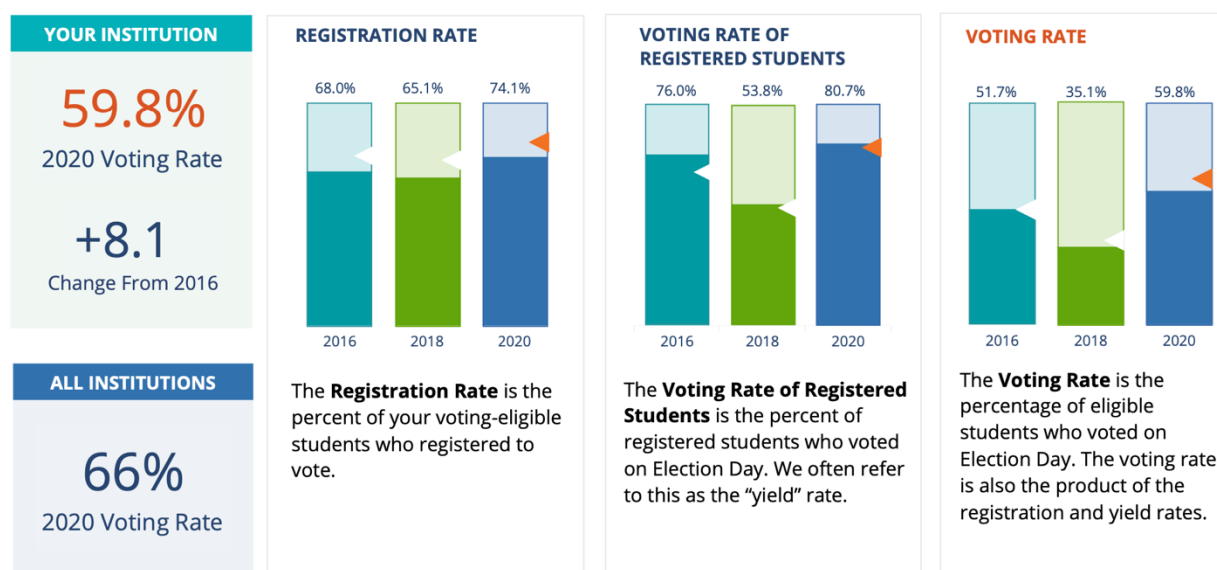 YOUR INSTITUTION
59.8%
2020 Voting Rate
+8.1
Change From 2016
ALL INSTITUTIONS
66%
2020 Voting Rate
REGISTRATION RATE
68.0% 65.1% 74.1%
2016 2018 2020
The Registration Rate is the
percent of your voting-eligible
students who registered to
vote.
VOTING RATE OF
REGISTERED STUDENTS
76.0% 53.8% 80.7%
2016 2018 2020
The Voting Rate of Registered
Students is the percent of
registered students who voted
on Election Day. We often refer
to this as the “yield” rate.
VOTING RATE
51.7% 35.1% 59.8%
2016 2018 2020
The Voting Rate is the
percentage of eligible
students who voted on
Election Day. The voting rate
is also the product of the
registration and yield rates.